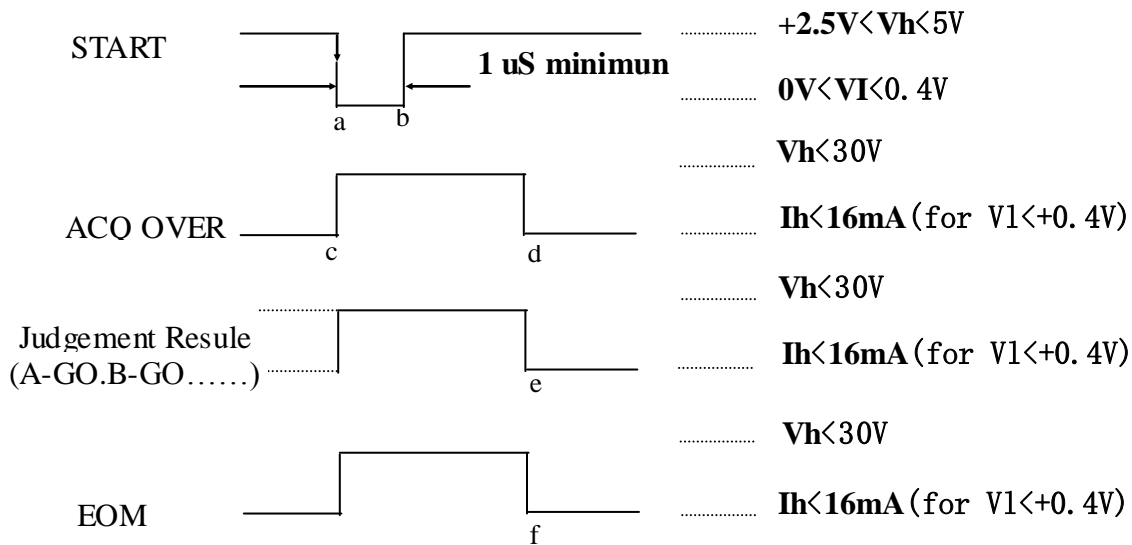 START
+2.5V<Vh<5V
1 uS minimun
0V<VI<0.4V
a
b
Vh<30V
ACQ OVER
Ih<16mA(for Vl<+0.4V)
c
d
Vh<30V
Judgement Resule
(A-GO.B-GO……)
Ih<16mA(for Vl<+0.4V)
e
Vh<30V
EOM
Ih<16mA(for Vl<+0.4V)
f